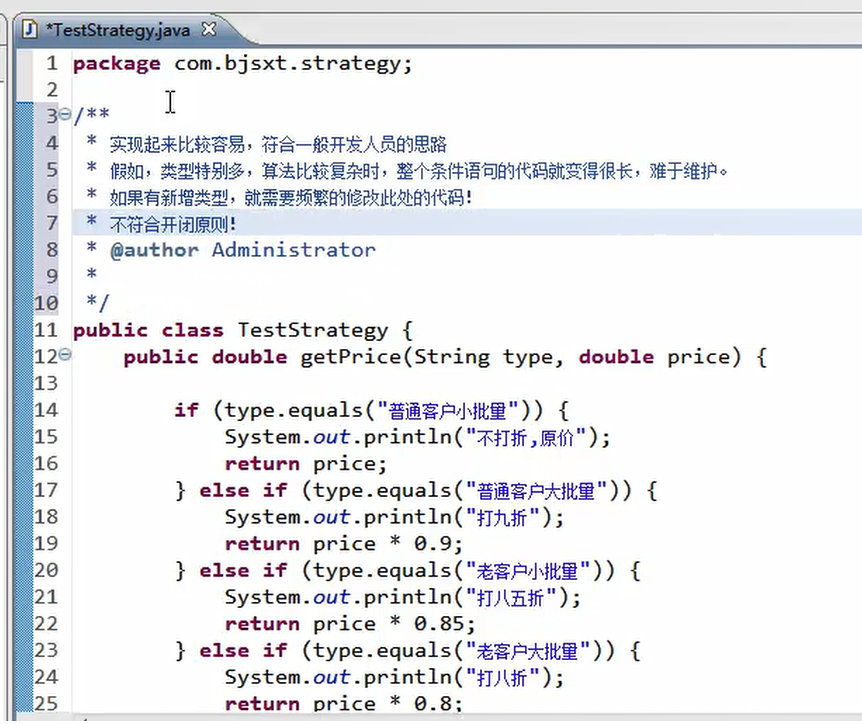 *TestStrategy.java
1 package com.bjsxt.strategy;
2
3 /**
4 * 实现起来比较容易，符合一般开发人员的思路
5 * 假如，类型特别多，算法比较复杂时，整个条件语句的代码就变得很长，难于维护。
6 * 如果有新增类型，就需要频繁的修改此处的代码!
7 * 不符合开闭原则!
8 * @author Administrator
9 *
10 */
11 public class TestStrategy {
12 public double getPrice(String type, double price) {
13
14 if (type.equals("普通客户小批量")) {
15 System.out.println("不打折,原价");
16 return price;
17 } else if (type.equals("普通客户大批量")) {
18 System.out.println("打九折");
19 return price * 0.9;
20 } else if (type.equals("老客户小批量")) {
21 System.out.println("打八五折");
22 return price * 0.85;
23 } else if (type.equals("老客户大批量")) {
24 System.out.println("打八折");
25 return price * 0.8;